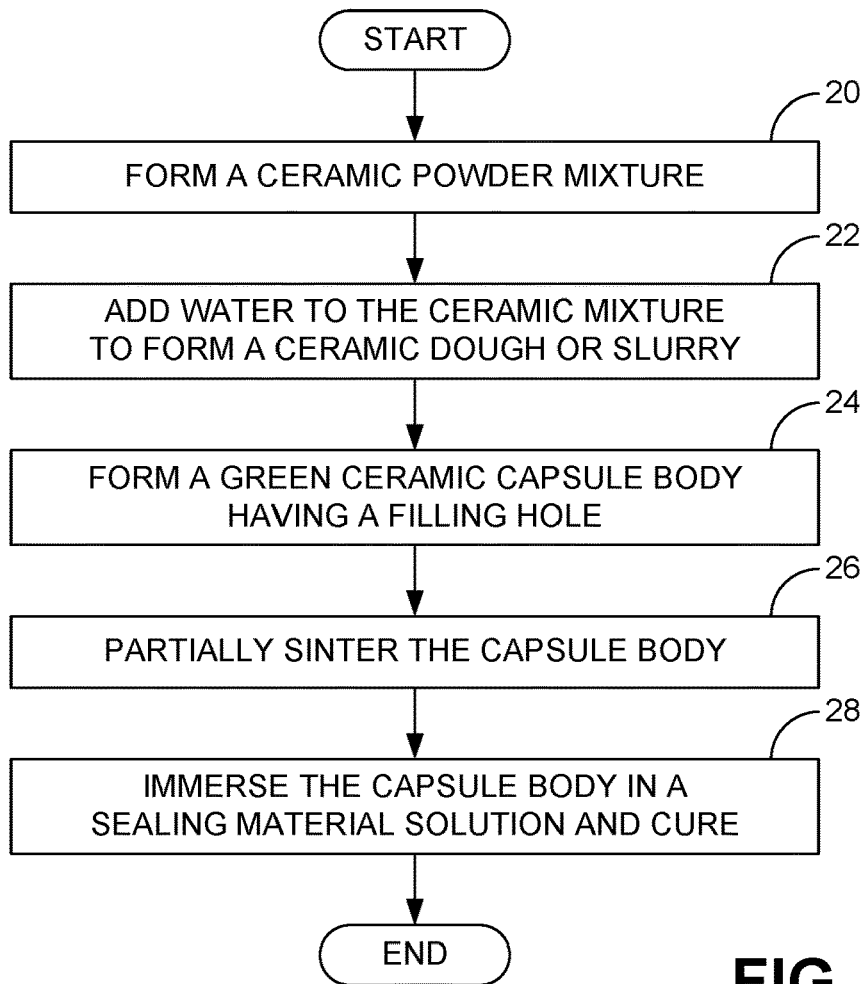 START
20
FORM A CERAMIC POWDER MIXTURE
22
ADD WATER TO THE CERAMIC MIXTURE
TO FORM A CERAMIC DOUGH OR SLURRY
24
FORM A GREEN CERAMIC CAPSULE BODY
HAVING A FILLING HOLE
26
PARTIALLY SINTER THE CAPSULE BODY
28
IMMERSE THE CAPSULE BODY IN A
SEALING MATERIAL SOLUTION AND CURE
END
FIG